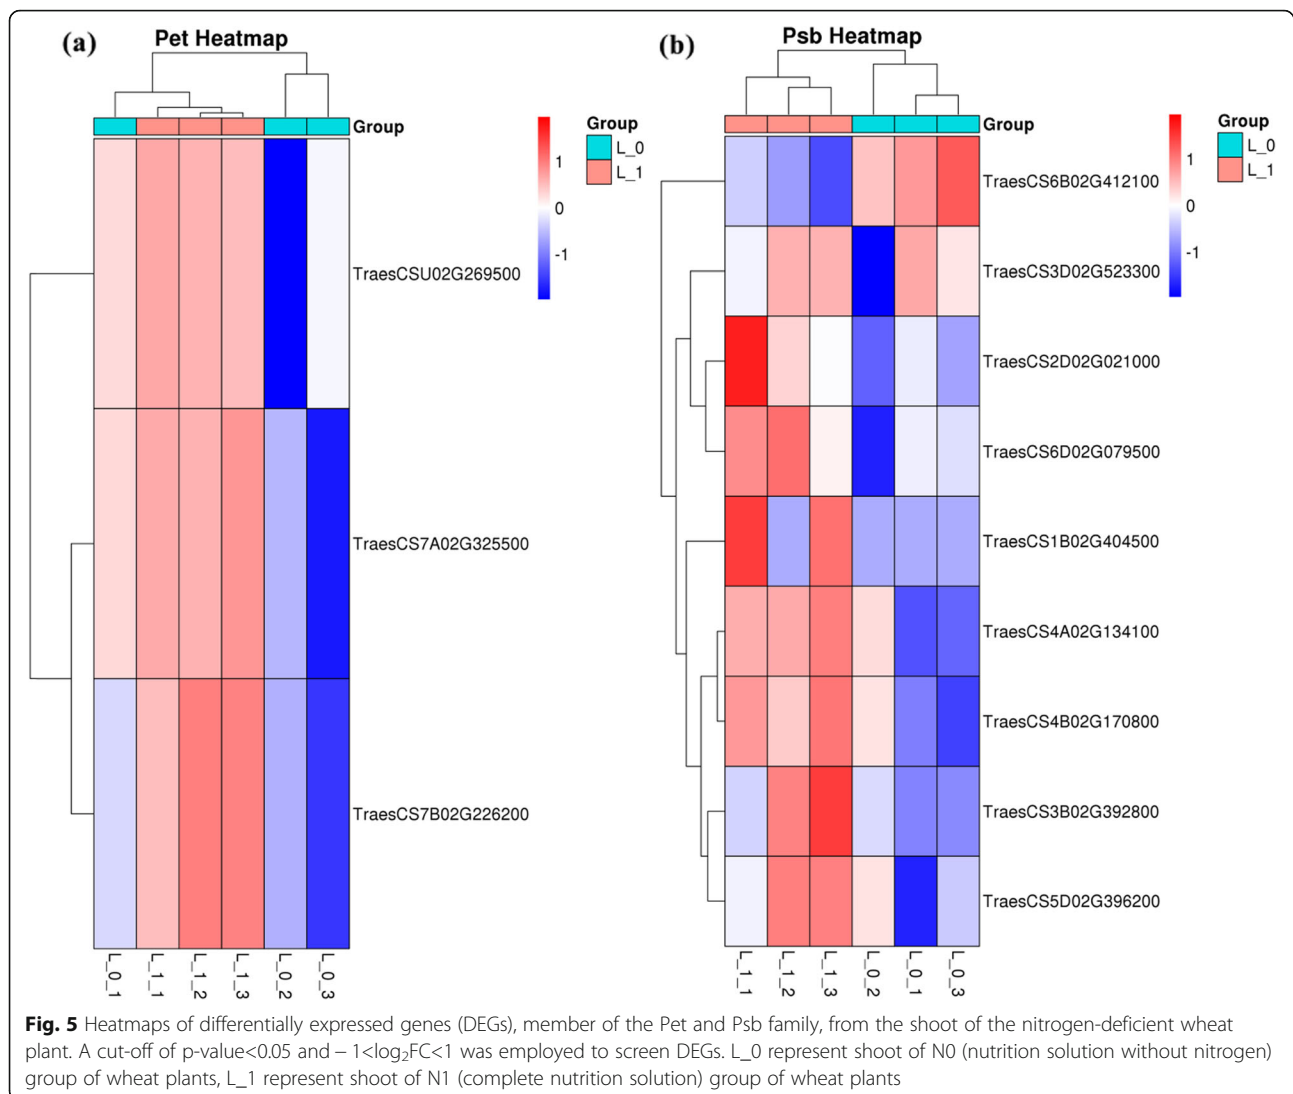 (a)
Pet Heatmap
Group
TraesCSU02G269500
TraesCS7A02G325500
TraesCS7B02G226200
L_0_1
L_1_1
L_1_2
L_1_3
L_0_2
L_0_3
1
0
-1
Group
L_0
L_1
(b)
Psb Heatmap
Group
TraesCS6B02G412100
TraesCS3D02G523300
TraesCS2D02G021000
TraesCS6D02G079500
TraesCS1B02G404500
TraesCS4A02G134100
TraesCS4B02G170800
TraesCS3B02G392800
TraesCS5D02G396200
L_1_1
L_1_2
L_1_3
L_0_2
L_0_1
L_0_3
1
0
-1
Group
L_0
L_1
Fig. 5 Heatmaps of differentially expressed genes (DEGs), member of the Pet and Psb family, from the shoot of the nitrogen-deficient wheat
plant. A cut-off of p-value<0.05 and − 1<log₂FC<1 was employed to screen DEGs. L_0 represent shoot of N0 (nutrition solution without nitrogen)
group of wheat plants, L_1 represent shoot of N1 (complete nutrition solution) group of wheat plants